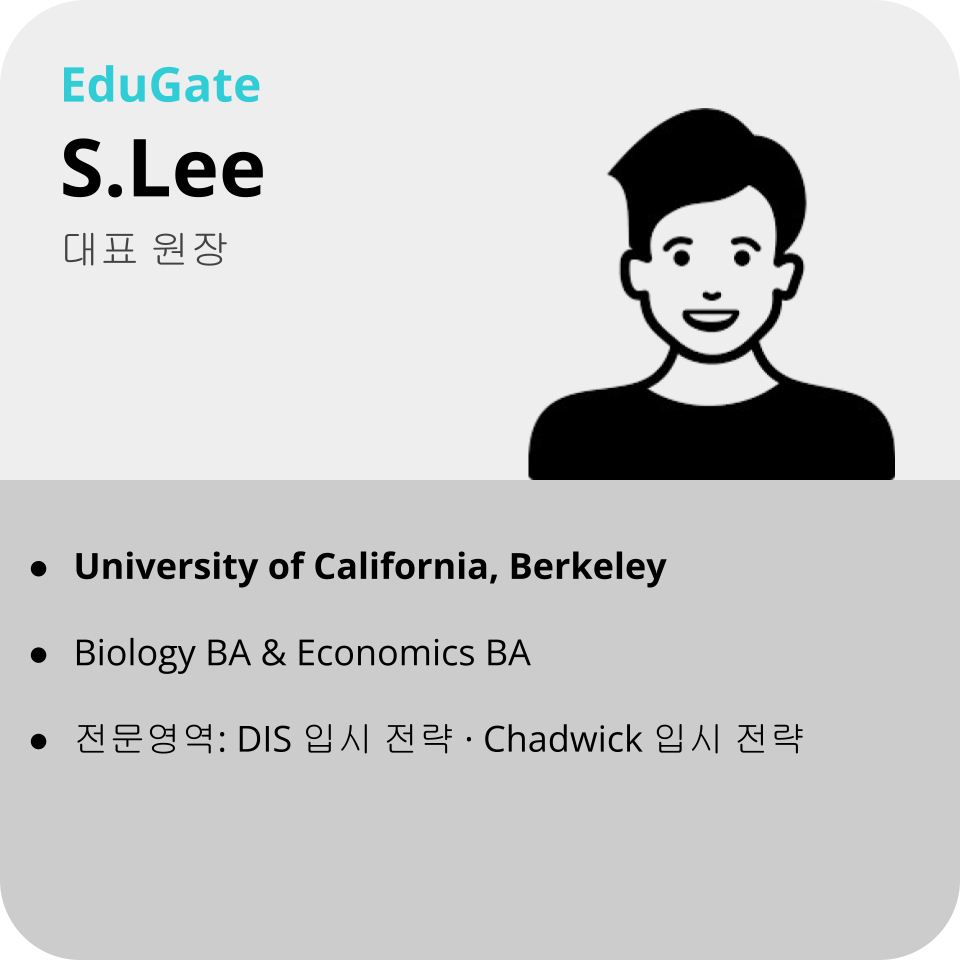 EduGate
S.Lee
대표 원장
● University of California, Berkeley
● Biology BA & Economics BA
● 전문영역: DIS 입시 전략 · Chadwick 입시 전략